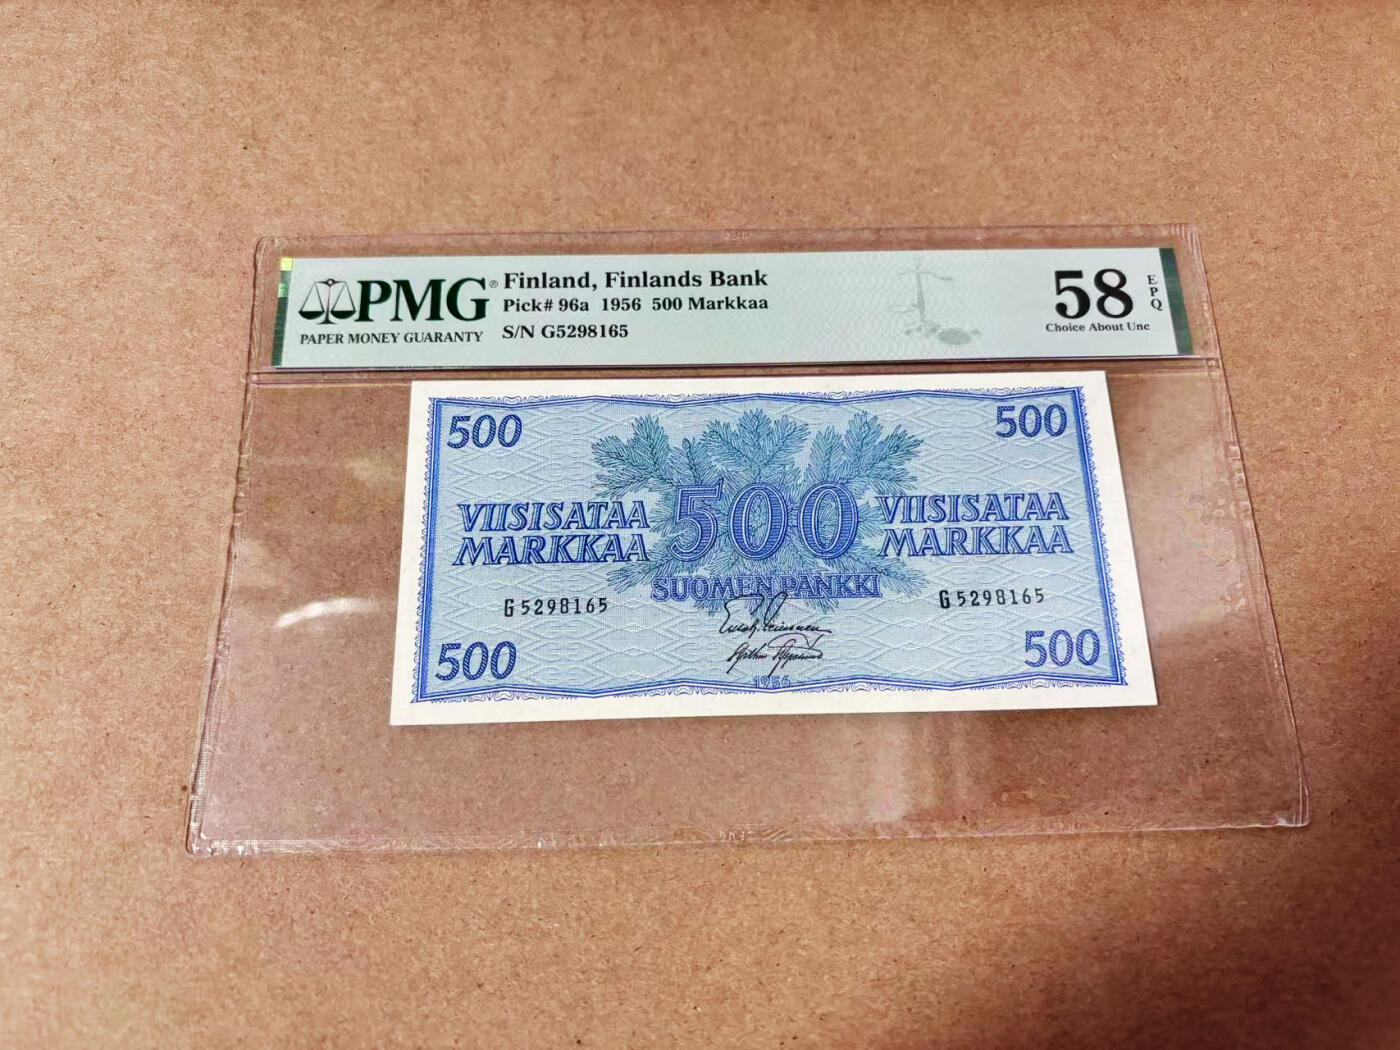 PMG®
PAPER MONEY GUARANTY
Finland, Finlands Bank
Pick# 96a 1956 500 Markkaa
S/N G5298165
58
EPQ
Choice About Unc
500
500
VIISISATAA
MARKKAA
500
VIISISATAA
MARKKAA
SUOMEN PANKKI
G5298165
G5298165
500
1956
500